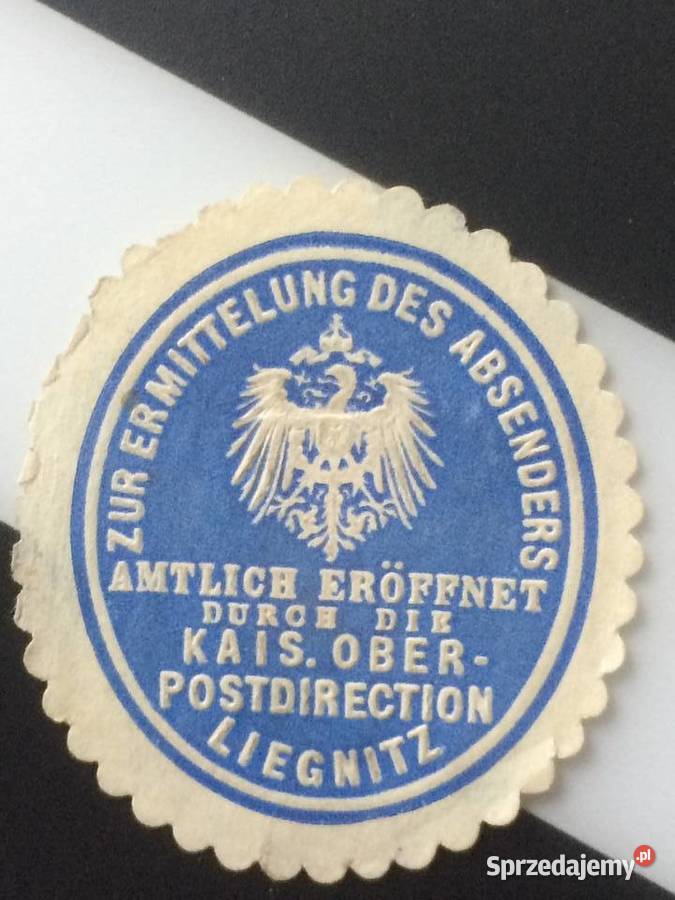 ZUR ERMITTELUNG DES ABSENDERS
AMTLICH ERÖFFNET
DURCH DIE
KAIS. OBER-
POSTDIRECTION
LIEGNITZ
Sprzedajemy.pl